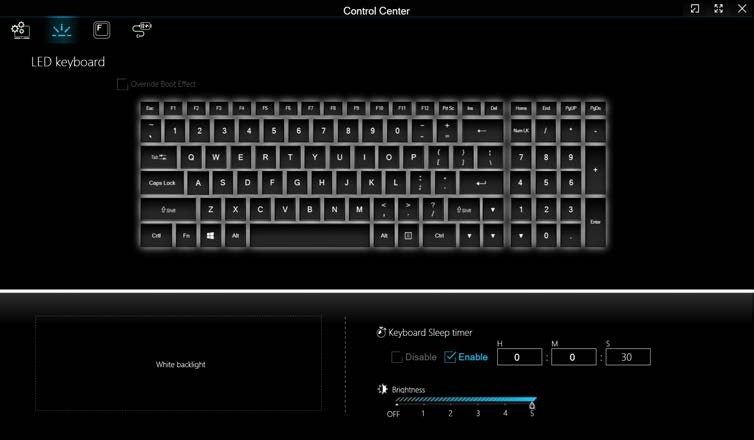 Control Center
F
LED keyboard
Override Boot Effect
Esc F1 F2 F3 F4 F5 F6 F7 F8 F9 F10 F11 F12 Prt Sc Ins Del Home End PgUP PgDn
~ ` 1 2 3 4 5 6 7 8 9 0 - - + = ← Num LK / * -
Tab Q W E R T Y U I O P { [ } ] | \ 7 8 9 +
Caps Lock A S D F G H J K L : ; " ' 4 5 6
⇧ Shift Z X C V B N M < , > . ? / ⇧ Shift ▼ 1 2 3 Enter
Crtl Fn Alt Alt Ctrl ▼ ▼ ▼ 0 .
Keyboard Sleep timer
H M S
Disable Enable 0 : 0 : 30
White backlight
Brightness
OFF 1 2 3 4 5